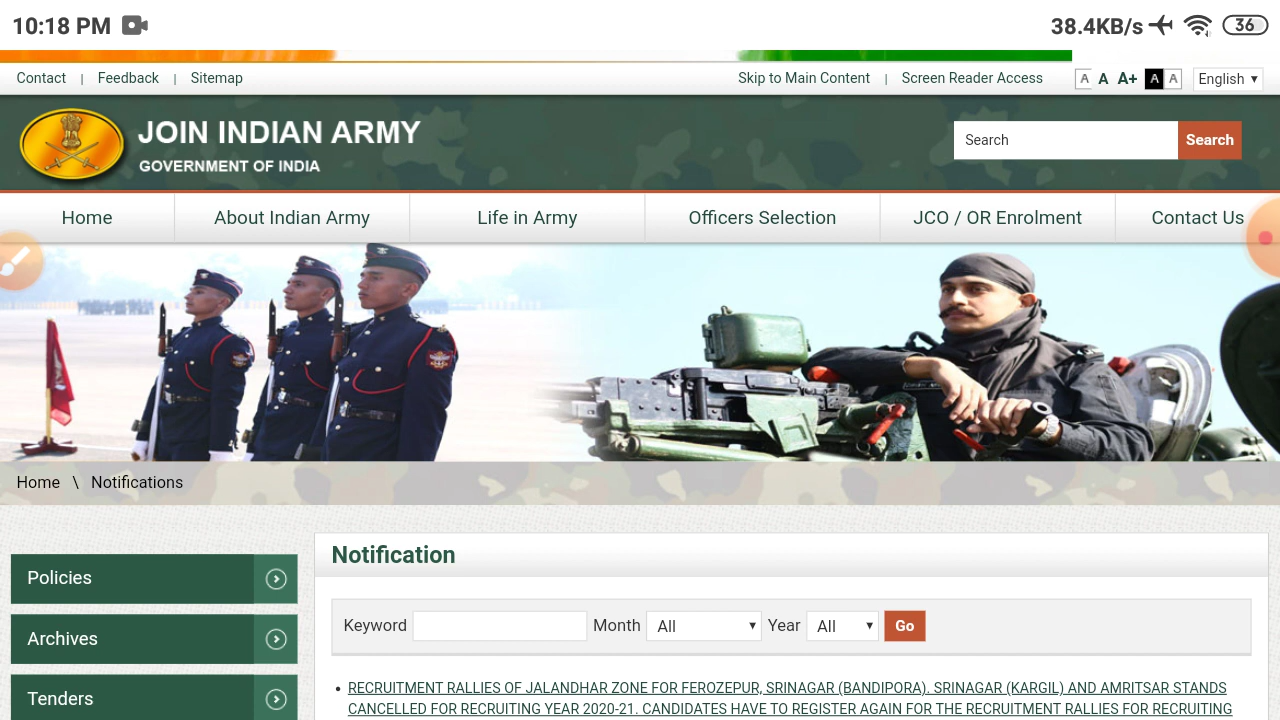 10:18 PM 38.4KB/s 36
Contact | Feedback | Sitemap Skip to Main Content | Screen Reader Access A A A+ A A English
JOIN INDIAN ARMY
GOVERNMENT OF INDIA
Search Search
Home About Indian Army Life in Army Officers Selection JCO / OR Enrolment Contact Us
Home \ Notifications
Notification
Policies
Keyword Month All Year All Go
Archives
• RECRUITMENT RALLIES OF JALANDHAR ZONE FOR FEROZEPUR, SRINAGAR (BANDIPORA). SRINAGAR (KARGIL) AND AMRITSAR STANDS
Tenders
CANCELLED FOR RECRUITING YEAR 2020-21. CANDIDATES HAVE TO REGISTER AGAIN FOR THE RECRUITMENT RALLIES FOR RECRUITING